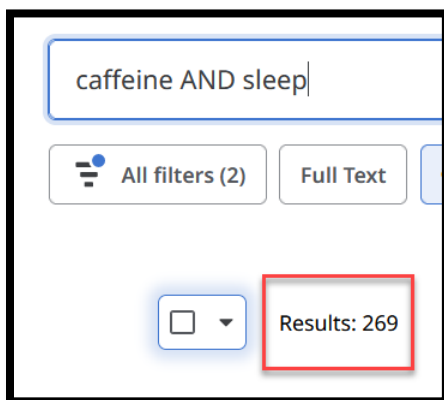 caffeine AND sleep
All filters (2) Full Text
Results: 269